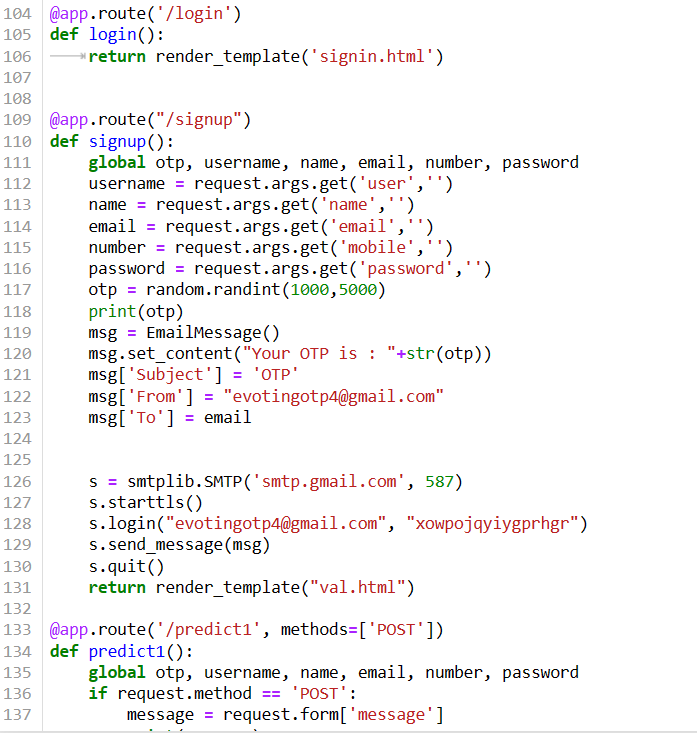 104 @app.route('/login')
105 def login():
106 return render_template('signin.html')
107
108
109 @app.route("/signup")
110 def signup():
111 global otp, username, name, email, number, password
112 username = request.args.get('user','')
113 name = request.args.get('name','')
114 email = request.args.get('email','')
115 number = request.args.get('mobile','')
116 password = request.args.get('password','')
117 otp = random.randint(1000,5000)
118 print(otp)
119 msg = EmailMessage()
120 msg.set_content("Your OTP is : "+str(otp))
121 msg['Subject'] = 'OTP'
122 msg['From'] = "evotingotp4@gmail.com"
123 msg['To'] = email
124
125
126 s = smtplib.SMTP('smtp.gmail.com', 587)
127 s.starttls()
128 s.login("evotingotp4@gmail.com", "xowpojqyiygprhgr")
129 s.send_message(msg)
130 s.quit()
131 return render_template("val.html")
132
133 @app.route('/predict1', methods=['POST'])
134 def predict1():
135 global otp, username, name, email, number, password
136 if request.method == 'POST':
137 message = request.form['message']